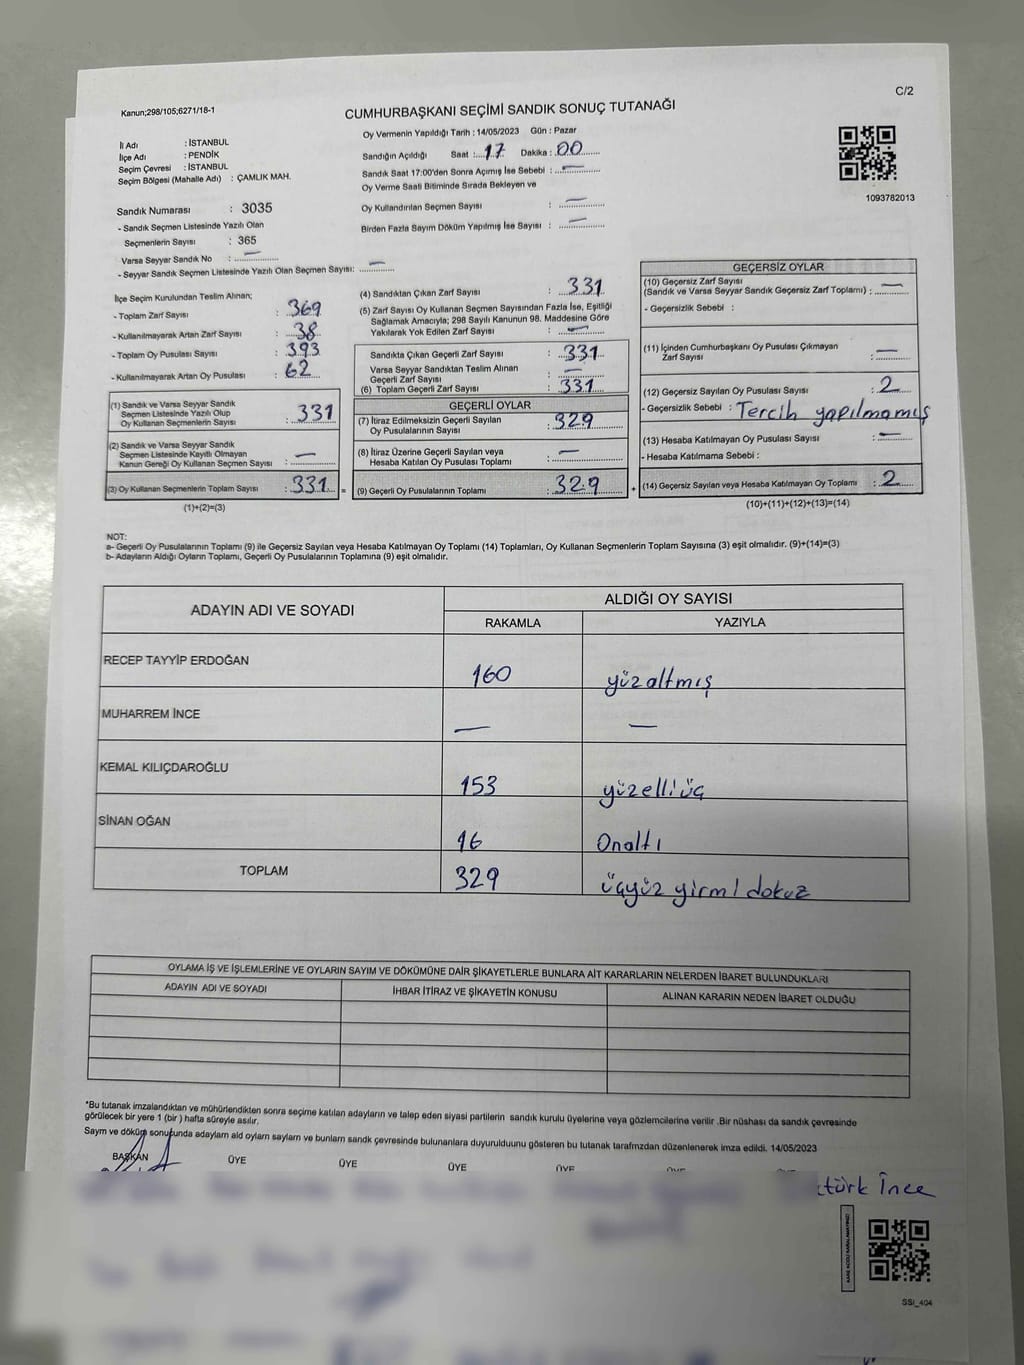 C/2
Kanun;298/105;6271/18-1
CUMHURBAŞKANI SEÇİMİ SANDIK SONUÇ TUTANAĞI
İl Adı : İSTANBUL
İlçe Adı : PENDİK
Seçim Çevresi : İSTANBUL
Seçim Bölgesi (Mahalle Adı) : ÇAMLIK MAH.
Sandık Numarası : 3035
- Sandık Seçmen Listesinde Yazılı Olan
Seçmenlerin Sayısı : 365
Varsa Seyyar Sandık No : —
- Seyyar Sandık Seçmen Listesinde Yazılı Olan Seçmen Sayısı: —
Oy Vermenin Yapıldığı Tarih : 14/05/2023 Gün : Pazar
Sandığın Açıldığı Saat : 17 Dakika : 00
Sandık Saat 17:00'den Sonra Açımış İse Sebebi : —
Oy Verme Saati Bitiminde Sırada Bekleyen ve
Oy Kullandırılan Seçmen Sayısı : —
Birden Fazla Sayım Döküm Yapılmış İse Sayısı : —
1093782013
İlçe Seçim Kurulundan Teslim Alınan;
- Toplam Zarf Sayısı : 369
- Kullanılmayarak Artan Zarf Sayısı : 38
- Toplam Oy Pusulası Sayısı : 393
- Kullanılmayarak Artan Oy Pusulası : 62
(1) Sandık ve Varsa Seyyar Sandık
Seçmen Listesinde Yazılı Olup
Oy Kullanan Seçmenlerin Sayısı : 331
(2) Sandık ve Varsa Seyyar Sandık
Seçmen Listesinde Kayıtlı Olmayan
Kanun Gereği Oy Kullanan Seçmen Sayısı : —
(3) Oy Kullanan Seçmenlerin Toplam Sayısı : 331 =
(1)+(2)=(3)
(4) Sandıktan Çıkan Zarf Sayısı : 331
(5) Zarf Sayısı Oy Kullanan Seçmen Sayısından Fazla İse, Eşitliği
Sağlamak Amacıyla; 298 Sayılı Kanunun 98. Maddesine Göre
Yakılarak Yok Edilen Zarf Sayısı : —
Sandıkta Çıkan Geçerli Zarf Sayısı : 331
Varsa Seyyar Sandıktan Teslim Alınan
Geçerli Zarf Sayısı : —
(6) Toplam Geçerli Zarf Sayısı : 331
GEÇERLİ OYLAR
(7) İtiraz Edilmeksizin Geçerli Sayılan
Oy Pusulalarının Sayısı : 329
(8) İtiraz Üzerine Geçerli Sayılan veya
Hesaba Katılan Oy Pusulası Toplamı : —
(9) Geçerli Oy Pusulalarının Toplamı : 329 +
GEÇERSİZ OYLAR
(10) Geçersiz Zarf Sayısı
(Sandık ve Varsa Seyyar Sandık Geçersiz Zarf Toplamı) : —
- Geçersizlik Sebebi :
(11) İçinden Cumhurbaşkanı Oy Pusulası Çıkmayan
Zarf Sayısı : —
(12) Geçersiz Sayılan Oy Pusulası Sayısı : 2
- Geçersizlik Sebebi : Tercih yapılmamış
(13) Hesaba Katılmayan Oy Pusulası Sayısı : —
- Hesaba Katılmama Sebebi :
(14) Geçersiz Sayılan veya Hesaba Katılmayan Oy Toplamı : 2
(10)+(11)+(12)+(13)=(14)
NOT:
a- Geçerli Oy Pusulalarının Toplamı (9) ile Geçersiz Sayılan veya Hesaba Katılmayan Oy Toplamı (14) Toplamları, Oy Kullanan Seçmenlerin Toplam Sayısına (3) eşit olmalıdır. (9)+(14)=(3)
b- Adayların Aldığı Oyların Toplamı, Geçerli Oy Pusulalarının Toplamına (9) eşit olmalıdır.
ADAYIN ADI VE SOYADI ALDIĞI OY SAYISI
RAKAMLA YAZIYLA
RECEP TAYYİP ERDOĞAN 160 yüzaltmış
MUHARREM İNCE — —
KEMAL KILIÇDAROĞLU 153 yüzelliüç
SİNAN OĞAN 16 Onaltı
TOPLAM 329 üçyüz yirmi dokuz
OYLAMA İŞ VE İŞLEMLERİNE VE OYLARIN SAYIM VE DÖKÜMÜNE DAİR ŞİKAYETLERLE BUNLARA AİT KARARLARIN NELERDEN İBARET BULUNDUKLARI
ADAYIN ADI VE SOYADI İHBAR İTİRAZ VE ŞİKAYETİN KONUSU ALINAN KARARIN NEDEN İBARET OLDUĞU
*Bu tutanak imzalandıktan ve mühürlendikten sonra seçime katılan adayların ve talep eden siyasi partilerin sandık kurulu üyelerine veya gözlemcilerine verilir .Bir nüshası da sandık çevresinde
görülecek bir yere 1 (bir ) hafta süreyle asılır.
Sayım ve döküm sonucunda adayların aldı oyların sayıların ve bunların sandık çevresinde bulunanlara duyurulduunu gösteren bu tutanak tarafımzdan düzenlenerek imza edildi. 14/05/2023
BAŞKAN ÜYE ÜYE ÜYE ÜYE
türk İnce
KARE KODU KARALAMAYINIZ!
SSI_404